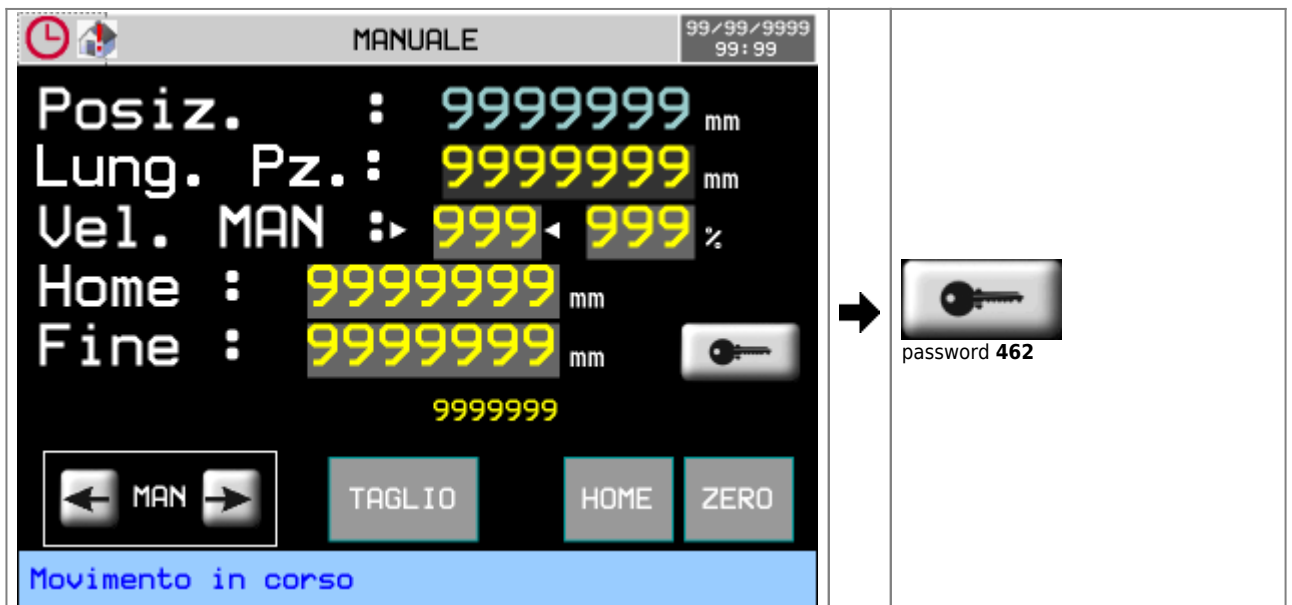 MANUALE
99/99/9999
99:99
Posiz. : 9999999 mm
Lung. Pz.: 9999999 mm
Vel. MAN : 999 999 %
Home : 9999999 mm
Fine : 9999999 mm
9999999
MAN TAGLIO HOME ZERO
Movimento in corso
password 462